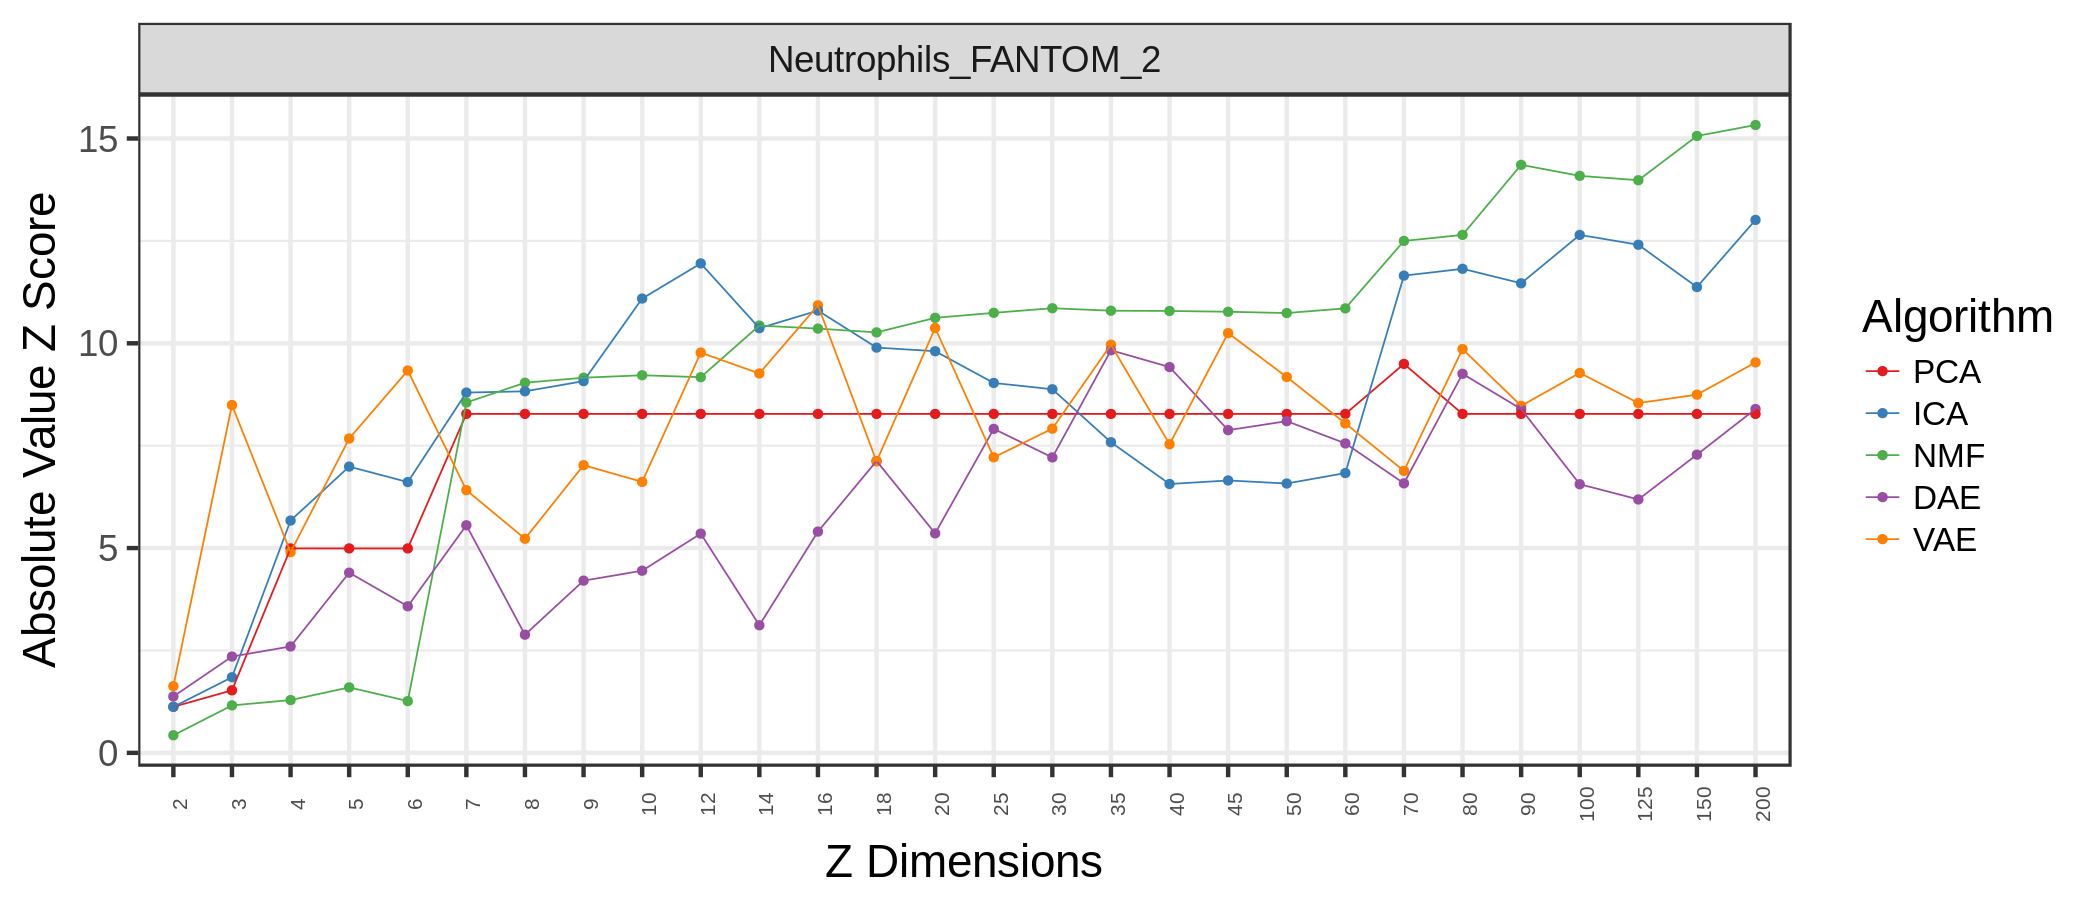 Neutrophils_FANTOM_2
Absolute Value Z Score
15
10
5
0
2 3 4 5 6 7 8 9 10 12 14 16 18 20 25 30 35 40 45 50 60 70 80 90 100 125 150 200
Z Dimensions
Algorithm
PCA
ICA
NMF
DAE
VAE